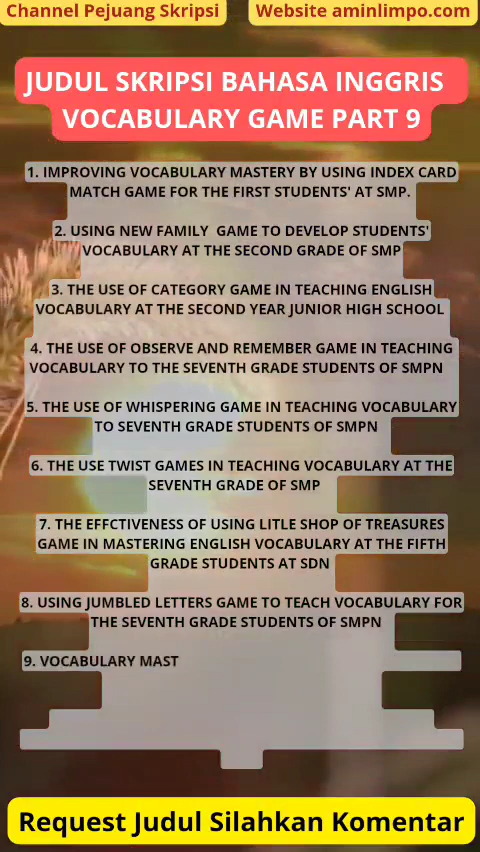 Channel Pejuang Skripsi
Website aminlimpo.com
JUDUL SKRIPSI BAHASA INGGRIS
VOCABULARY GAME PART 9
1. IMPROVING VOCABULARY MASTERY BY USING INDEX CARD
MATCH GAME FOR THE FIRST STUDENTS' AT SMP.
2. USING NEW FAMILY GAME TO DEVELOP STUDENTS'
VOCABULARY AT THE SECOND GRADE OF SMP
3. THE USE OF CATEGORY GAME IN TEACHING ENGLISH
VOCABULARY AT THE SECOND YEAR JUNIOR HIGH SCHOOL
4. THE USE OF OBSERVE AND REMEMBER GAME IN TEACHING
VOCABULARY TO THE SEVENTH GRADE STUDENTS OF SMPN
5. THE USE OF WHISPERING GAME IN TEACHING VOCABULARY
TO SEVENTH GRADE STUDENTS OF SMPN
6. THE USE TWIST GAMES IN TEACHING VOCABULARY AT THE
SEVENTH GRADE OF SMP
7. THE EFFCTIVENESS OF USING LITLE SHOP OF TREASURES
GAME IN MASTERING ENGLISH VOCABULARY AT THE FIFTH
GRADE STUDENTS AT SDN
8. USING JUMBLED LETTERS GAME TO TEACH VOCABULARY FOR
THE SEVENTH GRADE STUDENTS OF SMPN
9. VOCABULARY MAST
Request Judul Silahkan Komentar